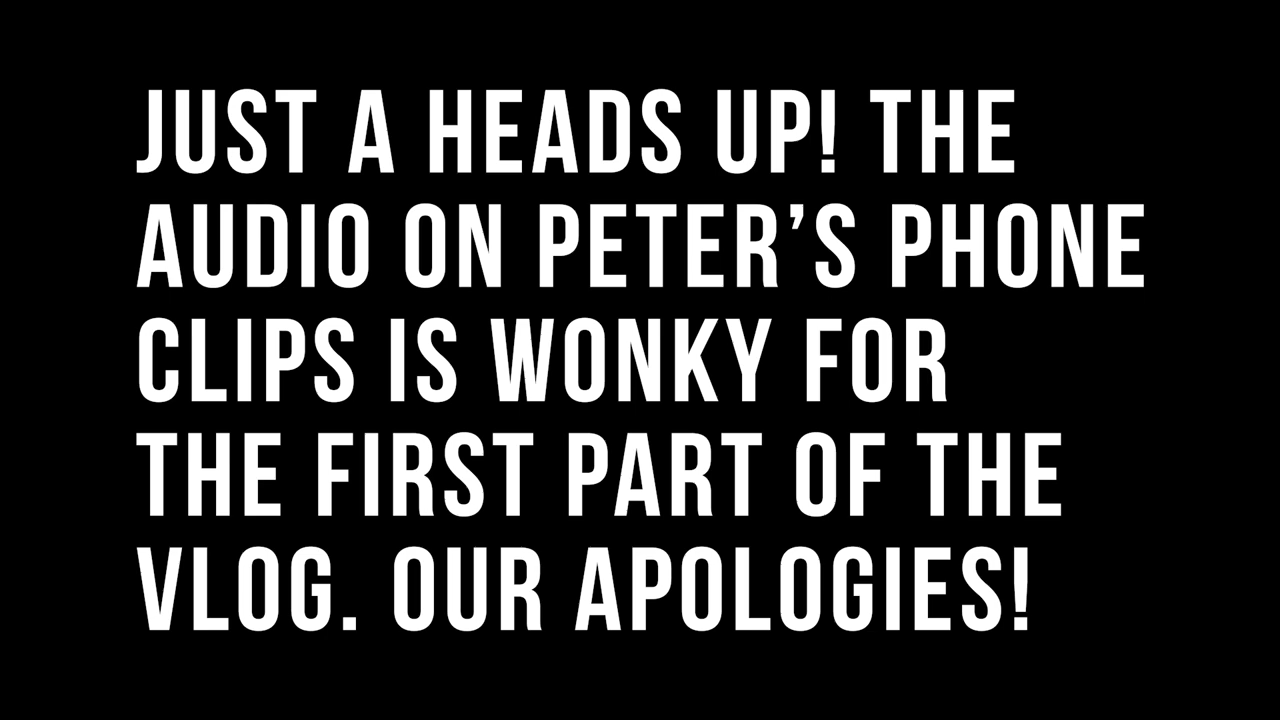 JUST A HEADS UP! THE
AUDIO ON PETER’S PHONE
CLIPS IS WONKY FOR
THE FIRST PART OF THE
VLOG. OUR APOLOGIES!